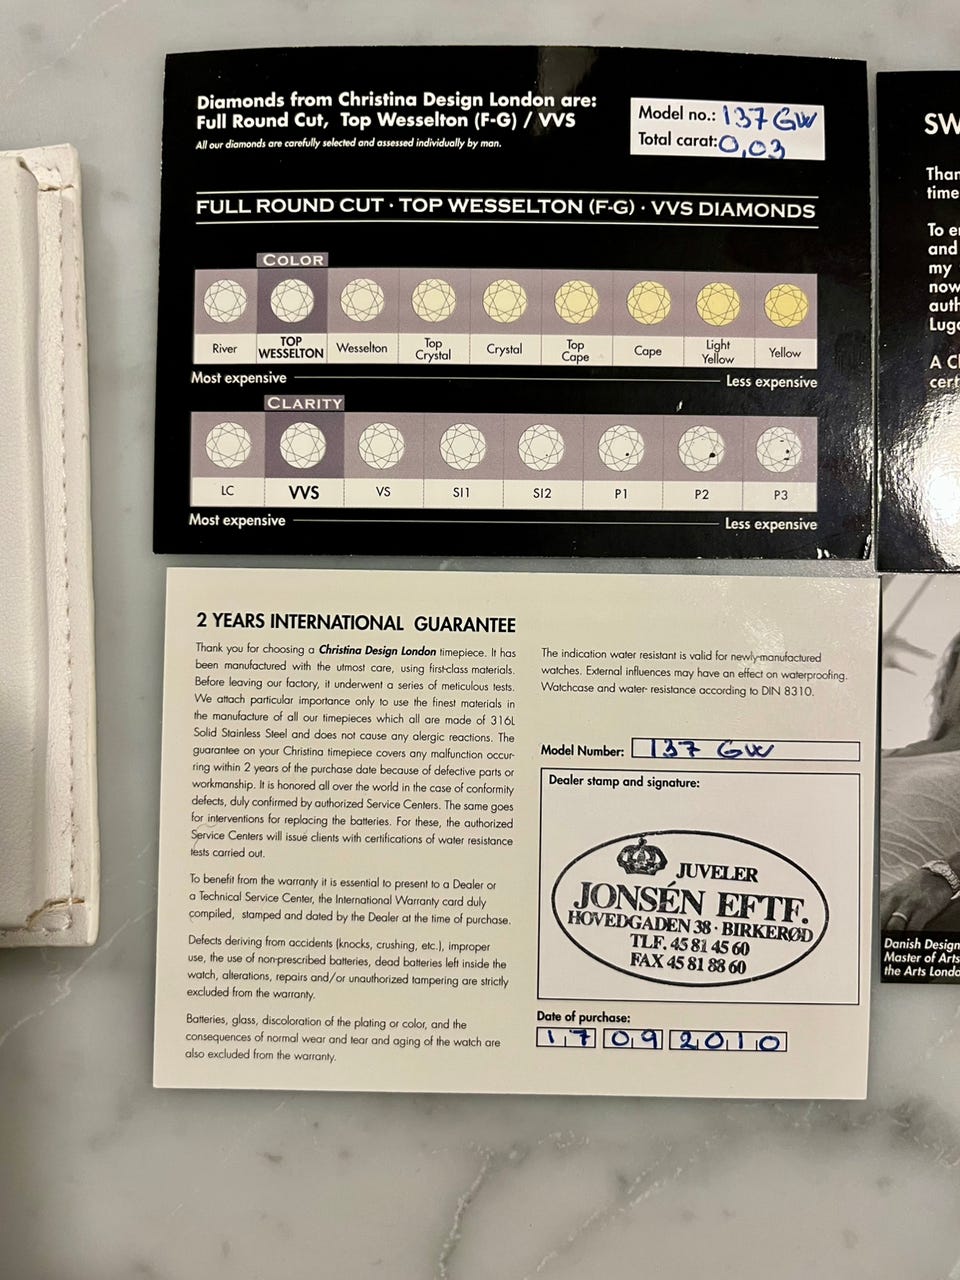 Diamonds from Christina Design London are:
Full Round Cut, Top Wesselton (F-G) / VVS
All our diamonds are carefully selected and assessed individually by man.
Model no.: 137 GW
Total carat: 0,03
FULL ROUND CUT · TOP WESSELTON (F-G) · VVS DIAMONDS
COLOR
River TOP WESSELTON Wesselton Top Crystal Crystal Top Cape Cape Light Yellow Yellow
Most expensive Less expensive
CLARITY
LC VVS VS SI1 SI2 P1 P2 P3
Most expensive Less expensive
SW
Than
time
To e
and
my
now
auth
Luga
A C
cert
2 YEARS INTERNATIONAL GUARANTEE
Thank you for choosing a Christina Design London timepiece. It has
been manufactured with the utmost care, using first-class materials.
Before leaving our factory, it underwent a series of meticulous tests.
We attach particular importance only to use the finest materials in
the manufacture of all our timepieces which all are made of 316L
Solid Stainless Steel and does not cause any alergic reactions. The
guarantee on your Christina timepiece covers any malfunction occur-
ring within 2 years of the purchase date because of defective parts or
workmanship. It is honored all over the world in the case of conformity
defects, duly confirmed by authorized Service Centers. The same goes
for interventions for replacing the batteries. For these, the authorized
Service Centers will issue clients with certifications of water resistance
tests carried out.
To benefit from the warranty it is essential to present to a Dealer or
a Technical Service Center, the International Warranty card duly
compiled, stamped and dated by the Dealer at the time of purchase.
Defects deriving from accidents (knocks, crushing, etc.), improper
use, the use of non-prescribed batteries, dead batteries left inside the
watch, alterations, repairs and/or unauthorized tampering are strictly
excluded from the warranty.
Batteries, glass, discoloration of the plating or color, and the
consequences of normal wear and tear and aging of the watch are
also excluded from the warranty.
The indication water resistant is valid for newly-manufactured
watches. External influences may have an effect on waterproofing.
Watchcase and water- resistance according to DIN 8310.
Model Number: 137 GW
Dealer stamp and signature:
JUVELER
JONSÉN EFTF.
HOVEDGADEN 38 · BIRKERØD
TLF. 45 81 45 60
FAX 45 81 88 60
Date of purchase:
17 09 2010
Danish Design
Master of Arts
the Arts Londo